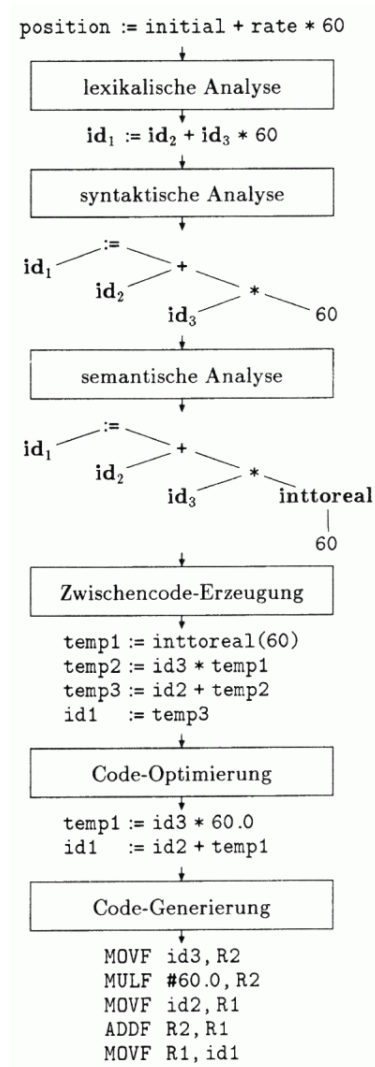 position := initial + rate * 60
lexikalische Analyse
id₁ := id₂ + id₃ * 60
syntaktische Analyse
:=
id₁ +
id₂ *
id₃ 60
semantische Analyse
:=
id₁ +
id₂ *
id₃ inttoreal
60
Zwischencode-Erzeugung
temp1 := inttoreal(60)
temp2 := id3 * temp1
temp3 := id2 + temp2
id1 := temp3
Code-Optimierung
temp1 := id3 * 60.0
id1 := id2 + temp1
Code-Generierung
MOVF id3, R2
MULF #60.0, R2
MOVF id2, R1
ADDF R2, R1
MOVF R1, id1